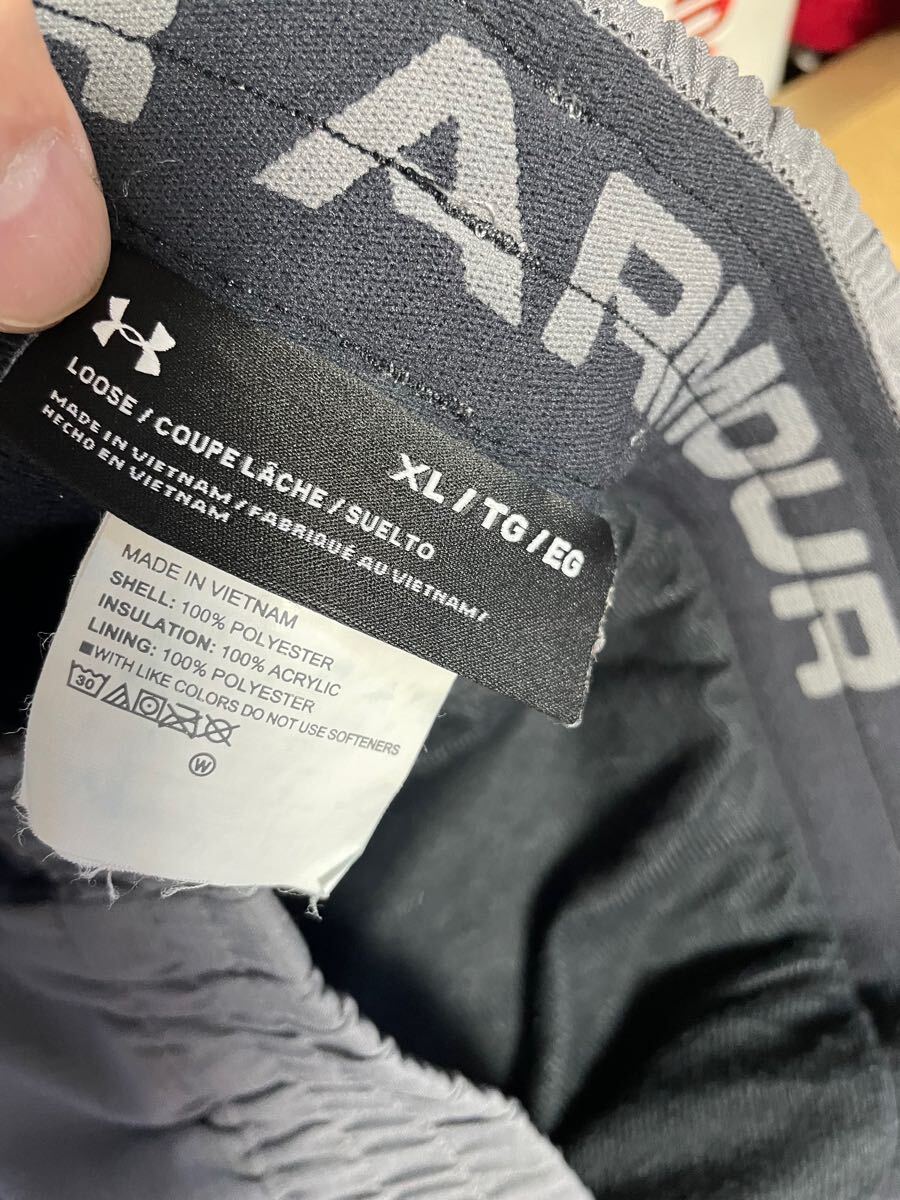 ARMOUR
XL / TG / EG
LOOSE / COUPE LÂCHE / SUELTO
MADE IN VIETNAM / FABRIQUÉ AU VIETNAM /
HECHO EN VIETNAM
MADE IN VIETNAM
SHELL: 100% POLYESTER
INSULATION: 100% ACRYLIC
LINING: 100% POLYESTER
■WITH LIKE COLORS DO NOT USE SOFTENERS
30
W